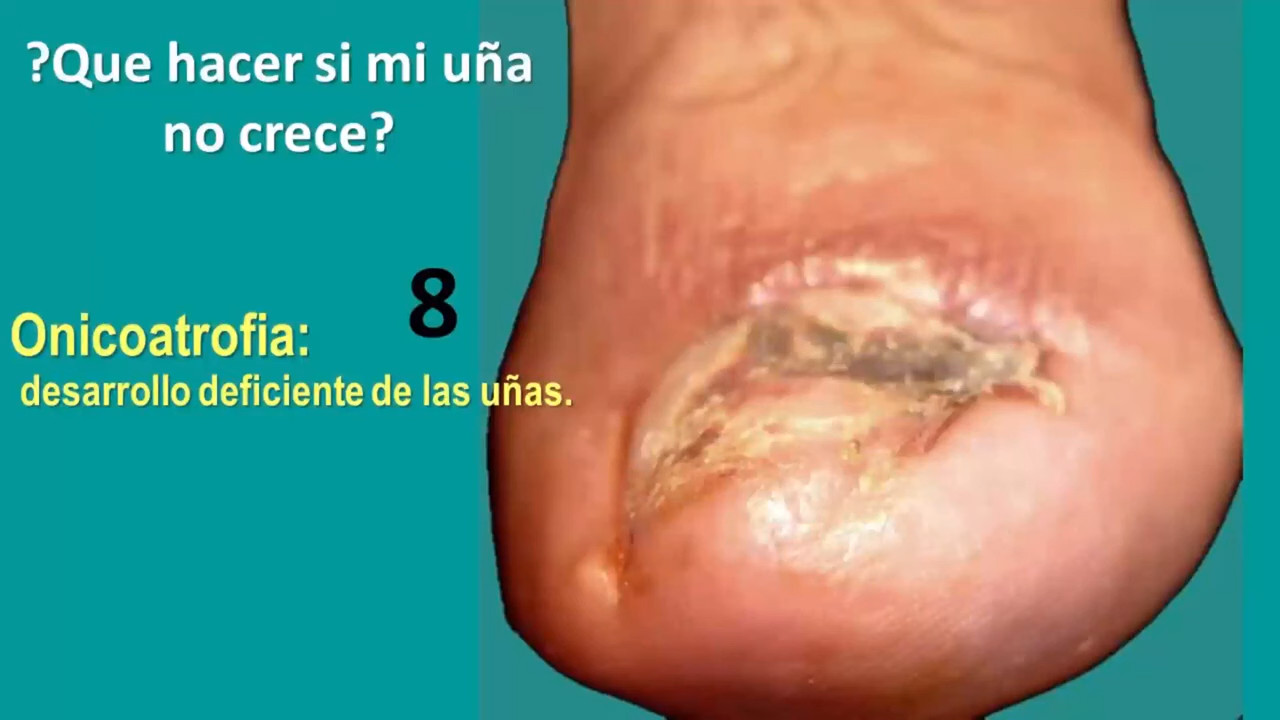 ?Que hacer si mi uña
no crece?
8
Onicoatrofia:
desarrollo deficiente de las uñas.